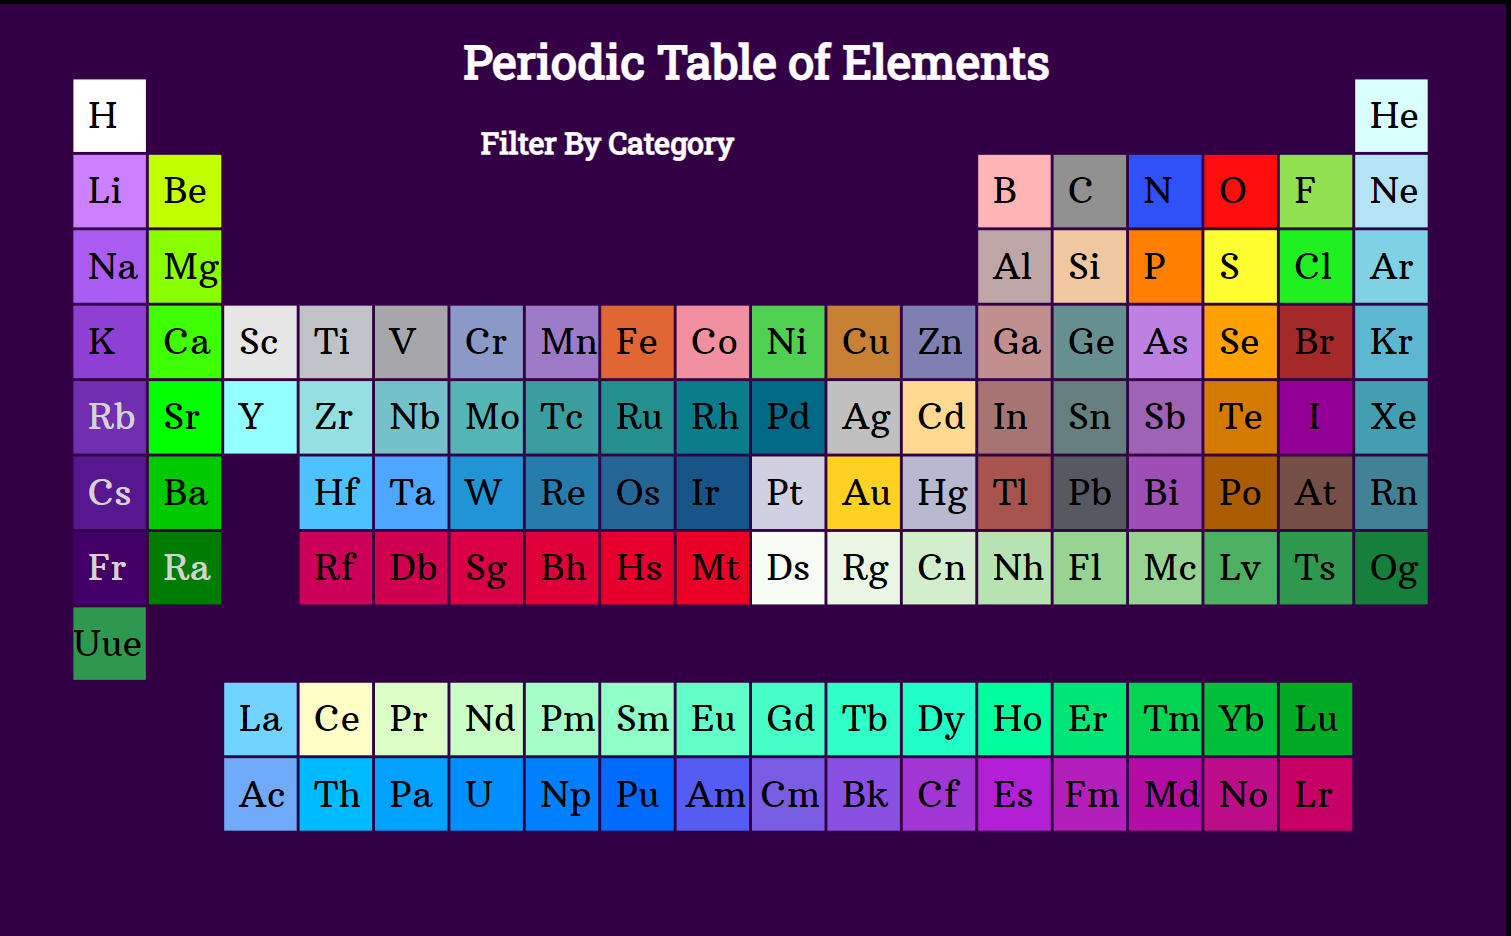 Periodic Table of Elements
H He
Filter By Category
Li Be B C N O F Ne
Na Mg Al Si P S Cl Ar
K Ca Sc Ti V Cr Mn Fe Co Ni Cu Zn Ga Ge As Se Br Kr
Rb Sr Y Zr Nb Mo Tc Ru Rh Pd Ag Cd In Sn Sb Te I Xe
Cs Ba Hf Ta W Re Os Ir Pt Au Hg Tl Pb Bi Po At Rn
Fr Ra Rf Db Sg Bh Hs Mt Ds Rg Cn Nh Fl Mc Lv Ts Og
Uue
La Ce Pr Nd Pm Sm Eu Gd Tb Dy Ho Er Tm Yb Lu
Ac Th Pa U Np Pu Am Cm Bk Cf Es Fm Md No Lr